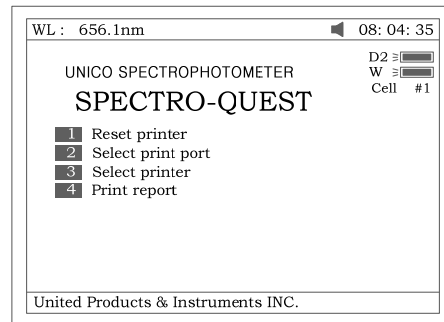 WL : 656.1nm 08: 04: 35
D2
W
Cell #1
UNICO SPECTROPHOTOMETER
SPECTRO-QUEST
1 Reset printer
2 Select print port
3 Select printer
4 Print report
United Products & Instruments INC.